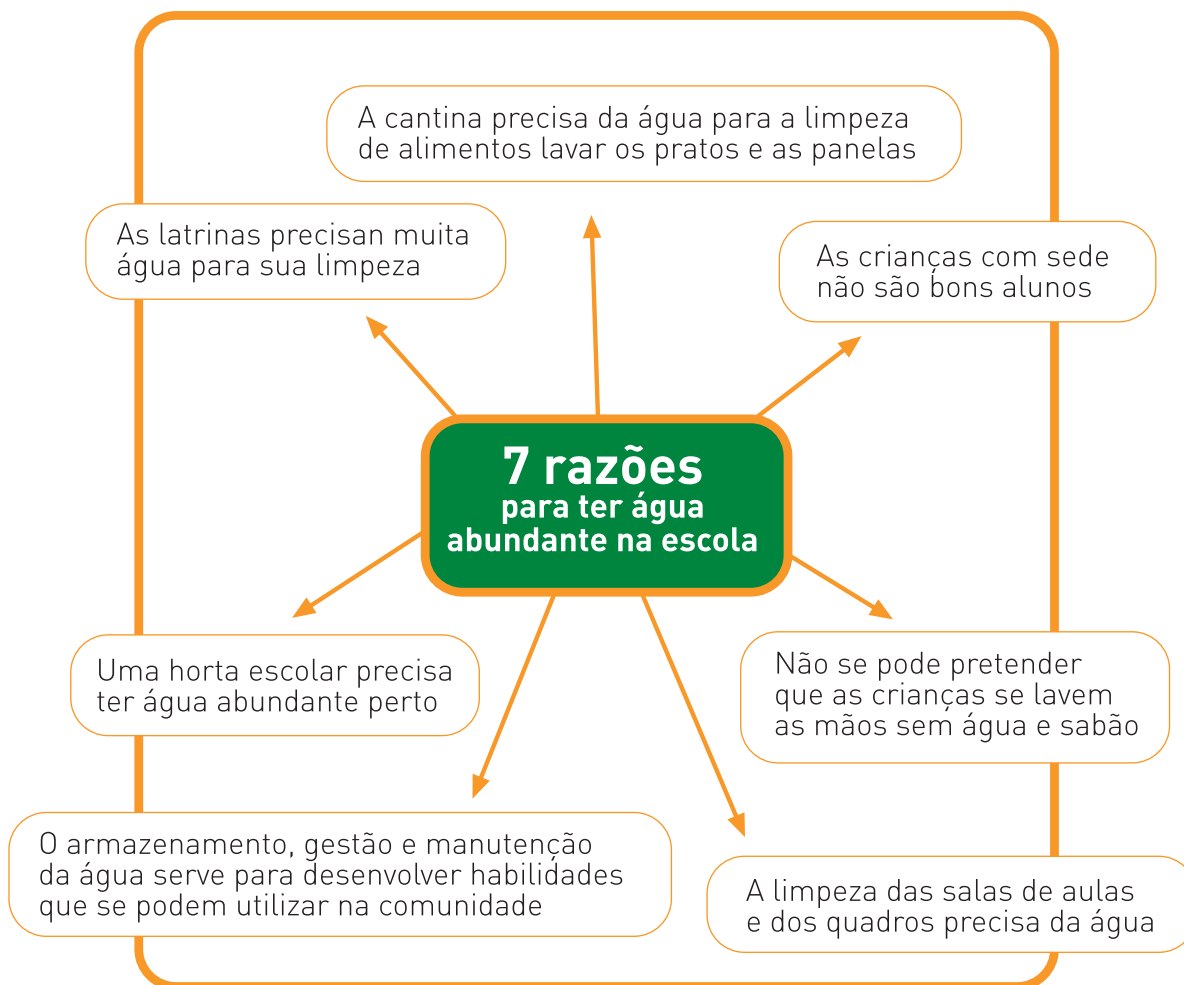 A cantina precisa da água para a limpeza
de alimentos lavar os pratos e as panelas
As latrinas precisan muita
água para sua limpeza
As crianças com sede
não são bons alunos
7 razões
para ter água
abundante na escola
Uma horta escolar precisa
ter água abundante perto
Não se pode pretender
que as crianças se lavem
as mãos sem água e sabão
O armazenamento, gestão e manutenção
da água serve para desenvolver habilidades
que se podem utilizar na comunidade
A limpeza das salas de aulas
e dos quadros precisa da água